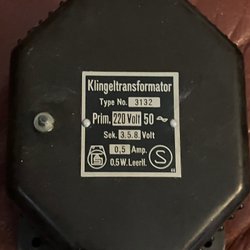 Klingeltransformator
Type No. 3132
Prim. 220 Volt 50 ~
Sek. 3.5.8. Volt
0,5 Amp.
0,5 W. Leerl.
S